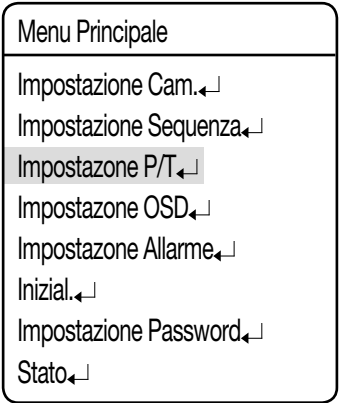 Menu Principale
Impostazione Cam.↵
Impostazione Sequenza↵
Impostazone P/T↵
Impostazone OSD↵
Impostazone Allarme↵
Inizial.↵
Impostazione Password↵
Stato↵